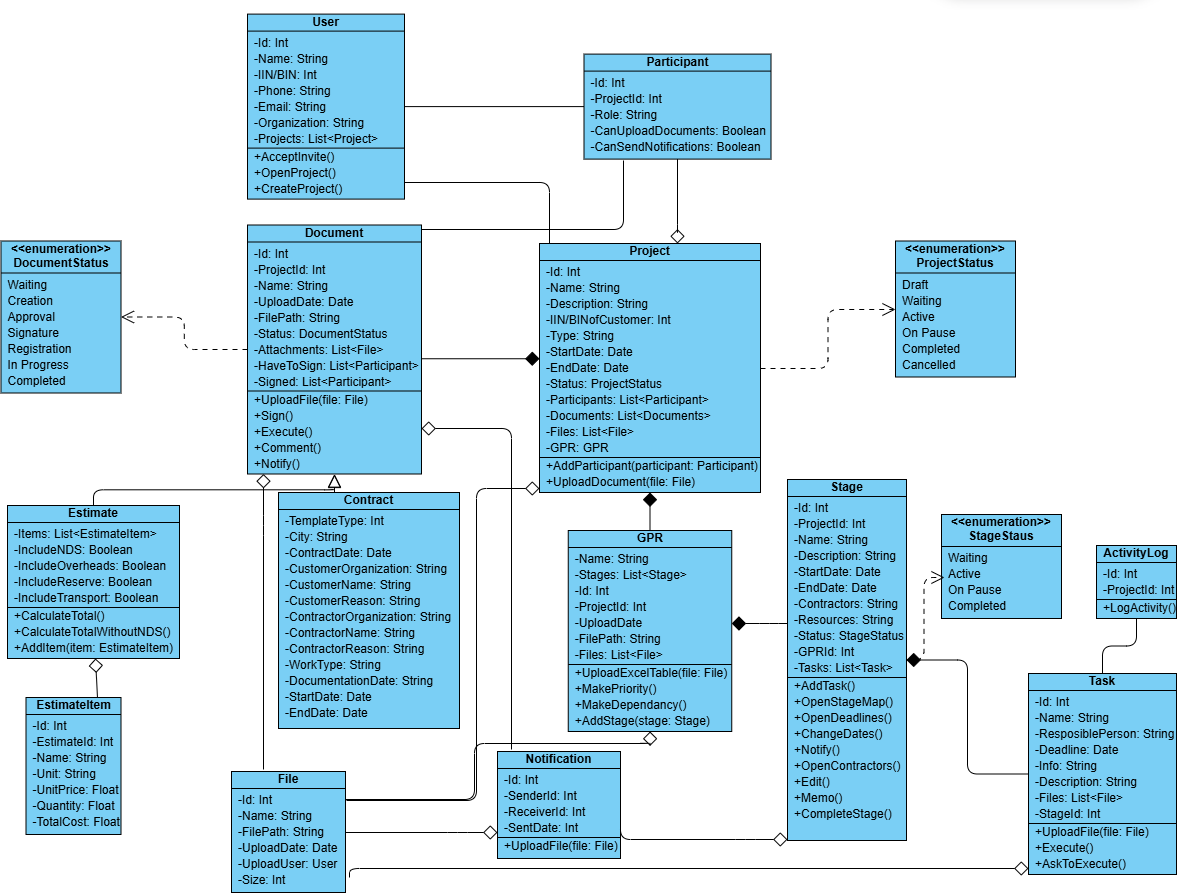 User
-Id: Int
-Name: String
-IIN/BIN: Int
-Phone: String
-Email: String
-Organization: String
-Projects: List<Project>
+AcceptInvite()
+OpenProject()
+CreateProject()
Participant
-Id: Int
-ProjectId: Int
-Role: String
-CanUploadDocuments: Boolean
-CanSendNotifications: Boolean
<<enumeration>>
DocumentStatus
Waiting
Creation
Approval
Signature
Registration
In Progress
Completed
Document
-Id: Int
-ProjectId: Int
-Name: String
-UploadDate: Date
-FilePath: String
-Status: DocumentStatus
-Attachments: List<File>
-HaveToSign: List<Participant>
-Signed: List<Participant>
+UploadFile(file: File)
+Sign()
+Execute()
+Comment()
+Notify()
Project
-Id: Int
-Name: String
-Description: String
-IIN/BINofCustomer: Int
-Type: String
-StartDate: Date
-EndDate: Date
-Status: ProjectStatus
-Participants: List<Participant>
-Documents: List<Documents>
-Files: List<File>
-GPR: GPR
+AddParticipant(participant: Participant)
+UploadDocument(file: File)
<<enumeration>>
ProjectStatus
Draft
Waiting
Active
On Pause
Completed
Cancelled
Estimate
-Items: List<EstimateItem>
-IncludeNDS: Boolean
-IncludeOverheads: Boolean
-IncludeReserve: Boolean
-IncludeTransport: Boolean
+CalculateTotal()
+CalculateTotalWithoutNDS()
+AddItem(item: EstimateItem)
Contract
-TemplateType: Int
-City: String
-ContractDate: Date
-CustomerOrganization: String
-CustomerName: String
-CustomerReason: String
-ContractorOrganization: String
-ContractorName: String
-ContractorReason: String
-WorkType: String
-DocumentationDate: String
-StartDate: Date
-EndDate: Date
GPR
-Name: String
-Stages: List<Stage>
-Id: Int
-ProjectId: Int
-UploadDate
-FilePath: String
-Files: List<File>
+UploadExcelTable(file: File)
+MakePriority()
+MakeDependancy()
+AddStage(stage: Stage)
Stage
-Id: Int
-ProjectId: Int
-Name: String
-Description: String
-StartDate: Date
-EndDate: Date
-Contractors: String
-Resources: String
-Status: StageStatus
-GPRId: Int
-Tasks: List<Task>
+AddTask()
+OpenStageMap()
+OpenDeadlines()
+ChangeDates()
+Notify()
+OpenContractors()
+Edit()
+Memo()
+CompleteStage()
<<enumeration>>
StageStaus
Waiting
Active
On Pause
Completed
ActivityLog
-Id: Int
-ProjectId: Int
+LogActivity()
EstimateItem
-Id: Int
-EstimateId: Int
-Name: String
-Unit: String
-UnitPrice: Float
-Quantity: Float
-TotalCost: Float
File
-Id: Int
-Name: String
-FilePath: String
-UploadDate: Date
-UploadUser: User
-Size: Int
Notification
-Id: Int
-SenderId: Int
-ReceiverId: Int
-SentDate: Int
+UploadFile(file: File)
Task
-Id: Int
-Name: String
-ResposiblePerson: String
-Deadline: Date
-Info: String
-Description: String
-Files: List<File>
-StageId: Int
+UploadFile(file: File)
+Execute()
+AskToExecute()